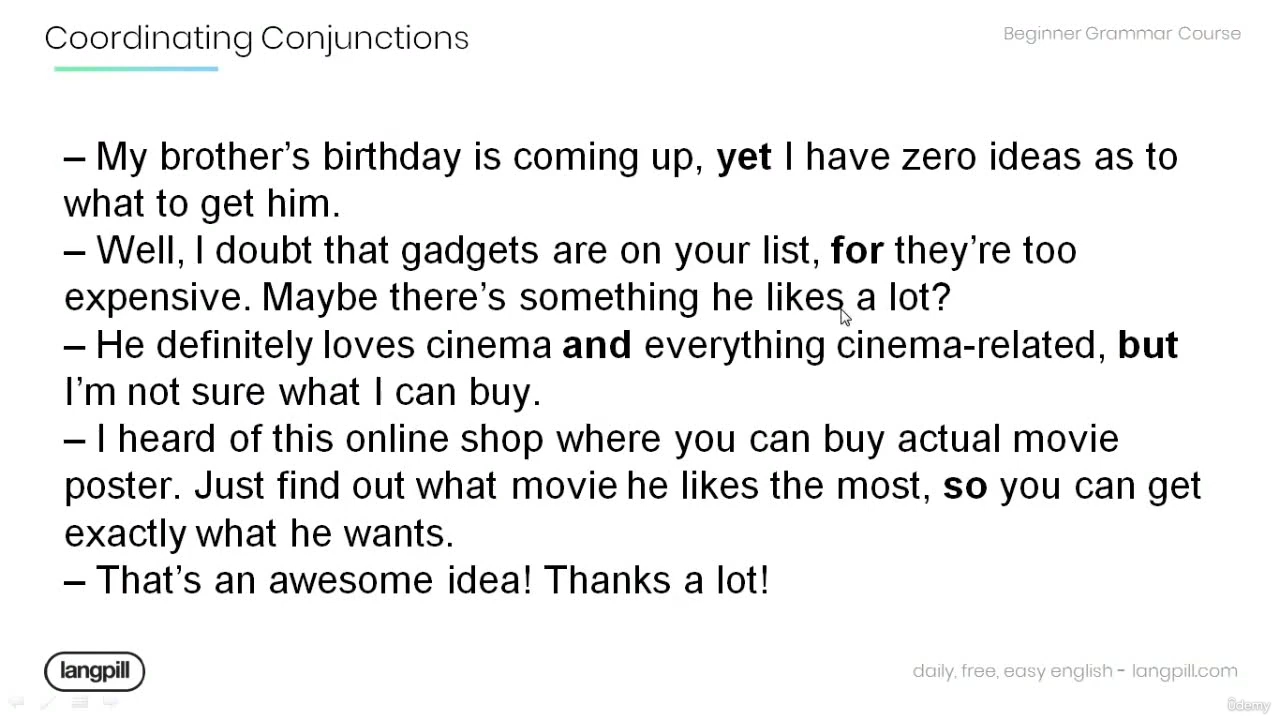 Coordinating Conjunctions
Beginner Grammar Course
– My brother’s birthday is coming up, yet I have zero ideas as to
what to get him.
– Well, I doubt that gadgets are on your list, for they’re too
expensive. Maybe there’s something he likes a lot?
– He definitely loves cinema and everything cinema-related, but
I’m not sure what I can buy.
– I heard of this online shop where you can buy actual movie
poster. Just find out what movie he likes the most, so you can get
exactly what he wants.
– That’s an awesome idea! Thanks a lot!
langpill
daily, free, easy english - langpill.com
ûdemy